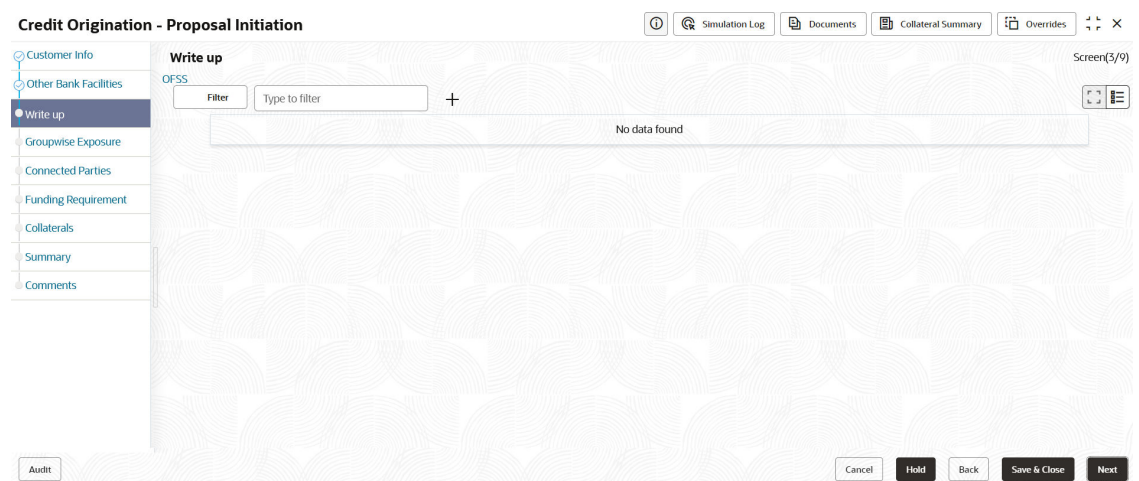 Credit Origination - Proposal Initiation
Simulation Log
Documents
Collateral Summary
Overrides
Customer Info
Other Bank Facilities
Write up
Groupwise Exposure
Connected Parties
Funding Requirement
Collaterals
Summary
Comments
Write up
Screen(3/9)
OFSS
Filter
Type to filter
No data found
Audit
Cancel
Hold
Back
Save & Close
Next